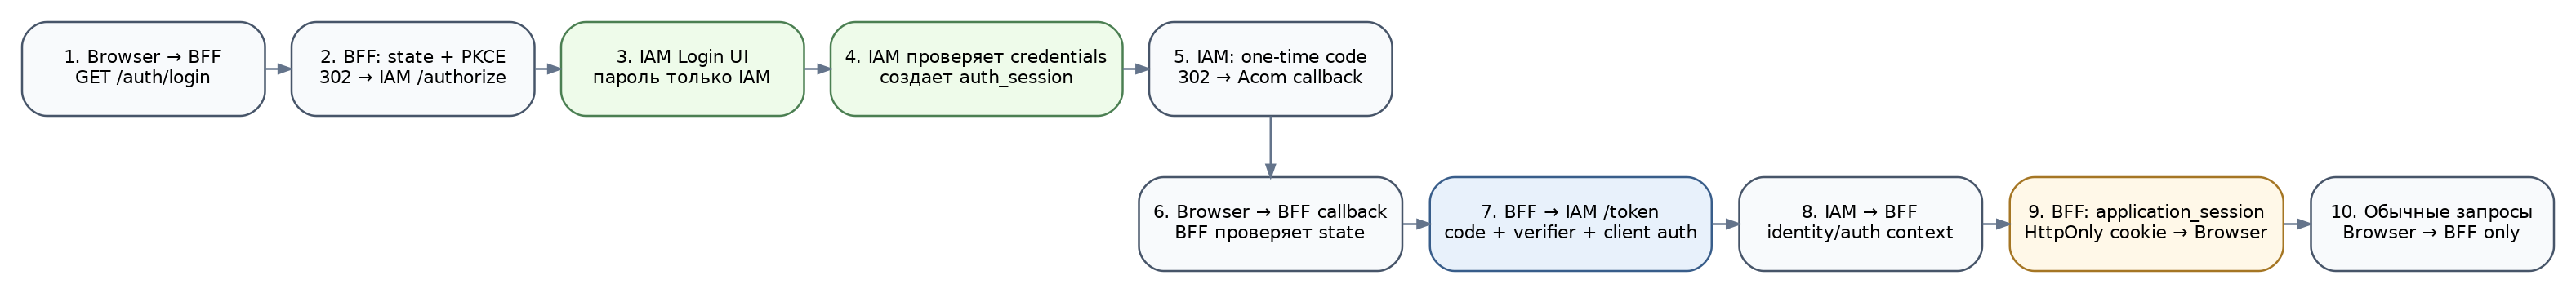 1. Browser → BFF
GET /auth/login
2. BFF: state + PKCE
302 → IAM /authorize
3. IAM Login UI
пароль только IAM
4. IAM проверяет credentials
создает auth_session
5. IAM: one-time code
302 → Acom callback
6. Browser → BFF callback
BFF проверяет state
7. BFF → IAM /token
code + verifier + client auth
8. IAM → BFF
identity/auth context
9. BFF: application_session
HttpOnly cookie → Browser
10. Обычные запросы
Browser → BFF only